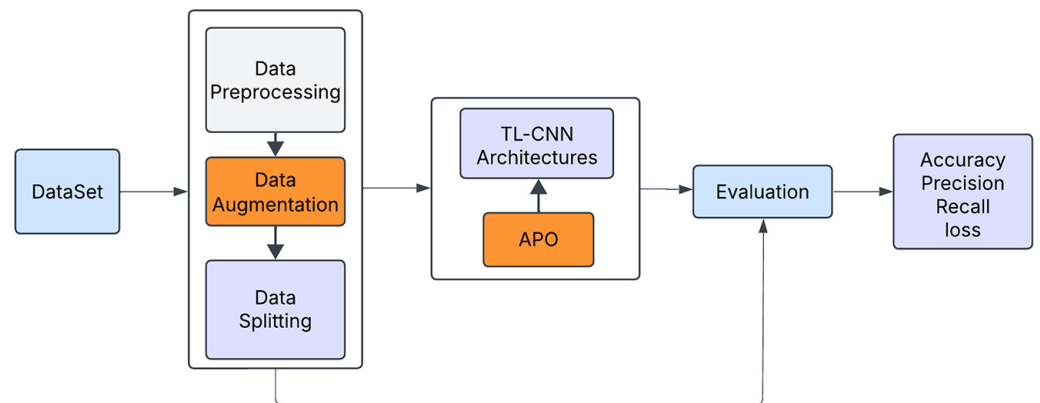 DataSet
Data
Preprocessing
Data
Augmentation
Data
Splitting
TL-CNN
Architectures
APO
Evaluation
Accuracy
Precision
Recall
loss